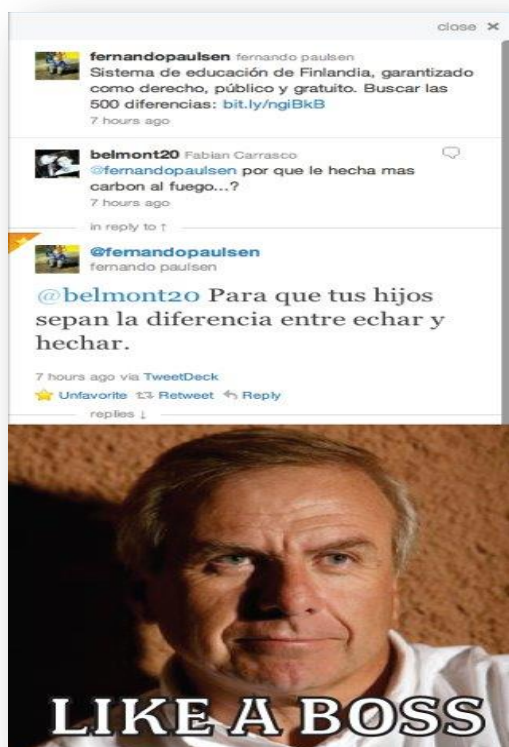 close ×
fernandopaulsen fernando paulsen
Sistema de educación de Finlandia, garantizado
como derecho, público y gratuito. Buscar las
500 diferencias: bit.ly/ngiBkB
7 hours ago
belmont20 Fabian Carrasco
@fernandopaulsen por que le hecha mas
carbon al fuego...?
7 hours ago
in reply to ↑
@fernandopaulsen
fernando paulsen
@belmont20 Para que tus hijos
sepan la diferencia entre echar y
hechar.
7 hours ago via TweetDeck
Unfavorite Retweet Reply
replies ↓
LIKE A BOSS